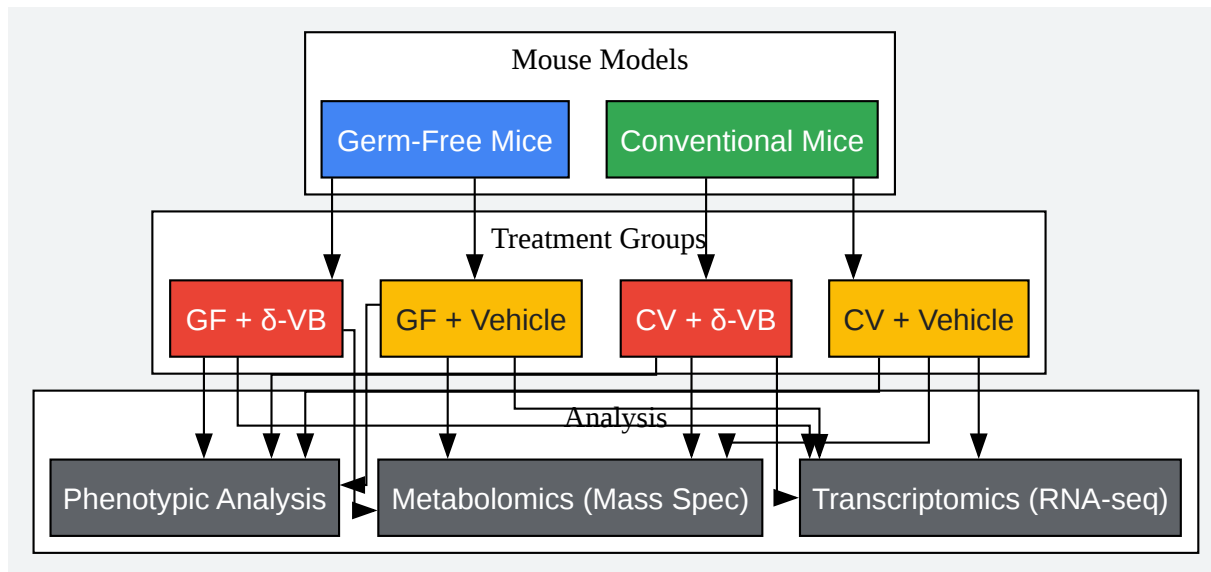 Mouse Models
Germ-Free Mice
Conventional Mice
Treatment Groups
GF + δ-VB
GF + Vehicle
CV + δ-VB
CV + Vehicle
Analysis
Phenotypic Analysis
Metabolomics (Mass Spec)
Transcriptomics (RNA-seq)